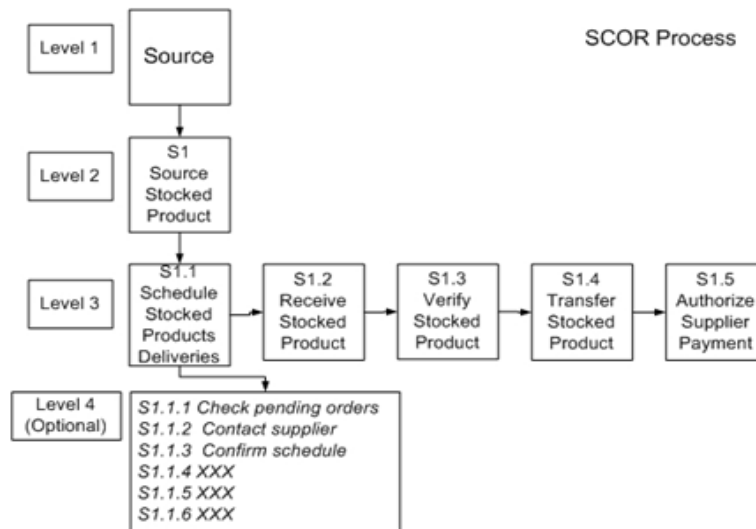 SCOR Process
Level 1
Source
Level 2
S1
Source
Stocked
Product
Level 3
S1.1
Schedule
Stocked
Products
Deliveries
S1.2
Receive
Stocked
Product
S1.3
Verify
Stocked
Product
S1.4
Transfer
Stocked
Product
S1.5
Authorize
Supplier
Payment
Level 4
(Optional)
S1.1.1 Check pending orders
S1.1.2 Contact supplier
S1.1.3 Confirm schedule
S1.1.4 XXX
S1.1.5 XXX
S1.1.6 XXX